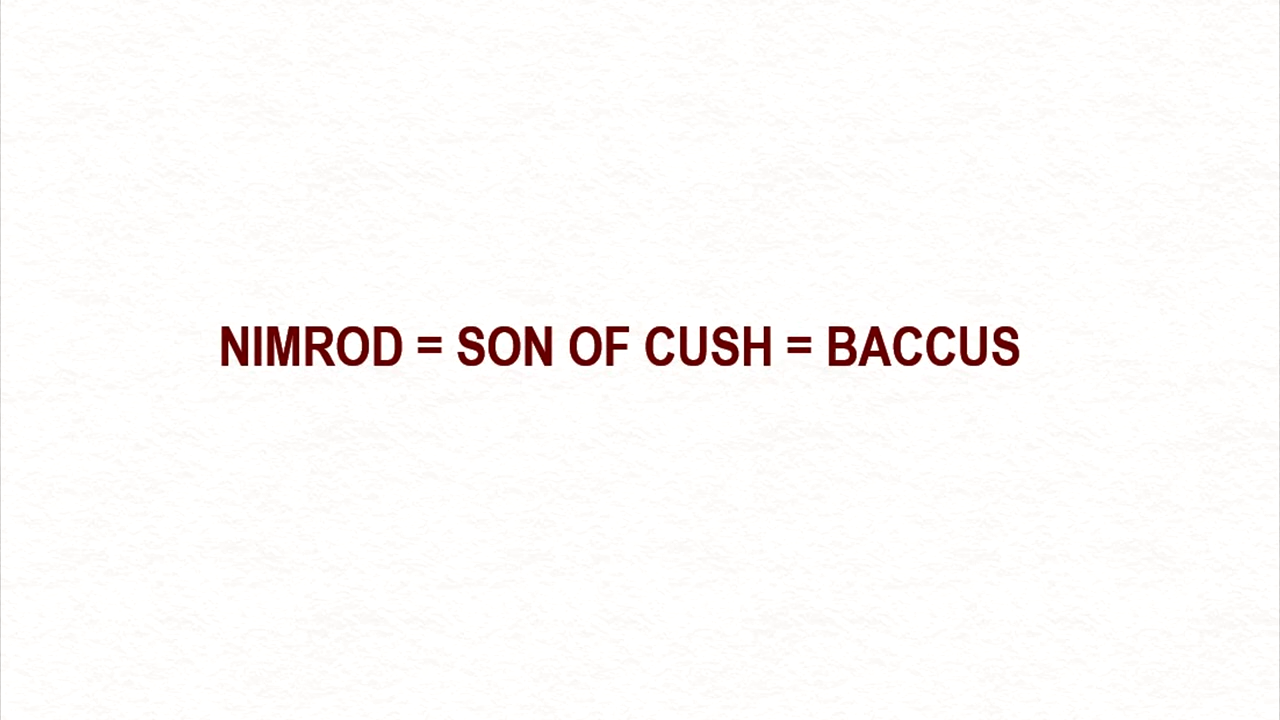 NIMROD = SON OF CUSH = BACCUS